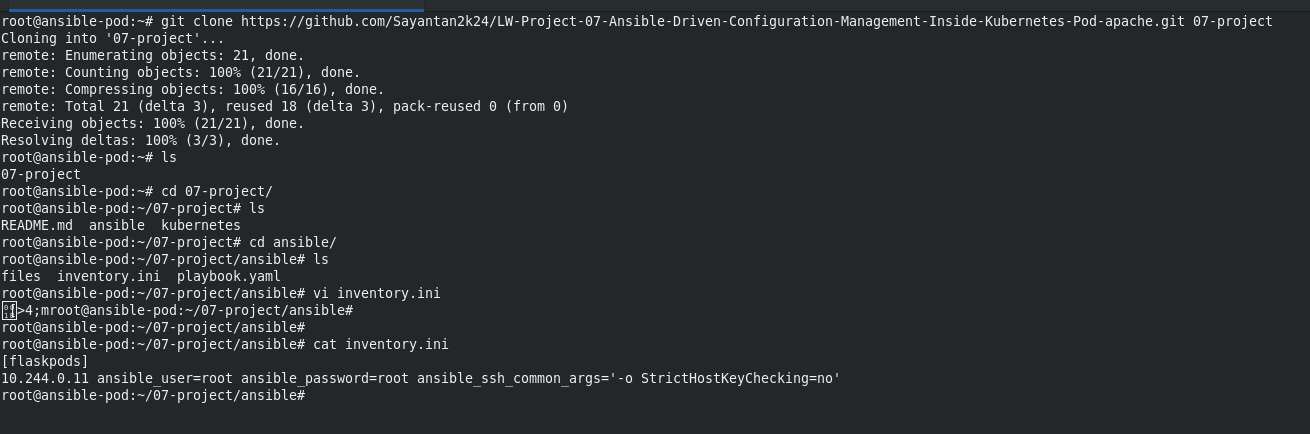 root@ansible-pod:~# git clone https://github.com/Sayantan2k24/LW-Project-07-Ansible-Driven-Configuration-Management-Inside-Kubernetes-Pod-apache.git 07-project
Cloning into '07-project'...
remote: Enumerating objects: 21, done.
remote: Counting objects: 100% (21/21), done.
remote: Compressing objects: 100% (16/16), done.
remote: Total 21 (delta 3), reused 18 (delta 3), pack-reused 0 (from 0)
Receiving objects: 100% (21/21), done.
Resolving deltas: 100% (3/3), done.
root@ansible-pod:~# ls
07-project
root@ansible-pod:~# cd 07-project/
root@ansible-pod:~/07-project# ls
README.md  ansible  kubernetes
root@ansible-pod:~/07-project# cd ansible/
root@ansible-pod:~/07-project/ansible# ls
files  inventory.ini  playbook.yaml
root@ansible-pod:~/07-project/ansible# vi inventory.ini
>4;mroot@ansible-pod:~/07-project/ansible#
root@ansible-pod:~/07-project/ansible#
root@ansible-pod:~/07-project/ansible# cat inventory.ini
[flaskpods]
10.244.0.11 ansible_user=root ansible_password=root ansible_ssh_common_args='-o StrictHostKeyChecking=no'
root@ansible-pod:~/07-project/ansible#